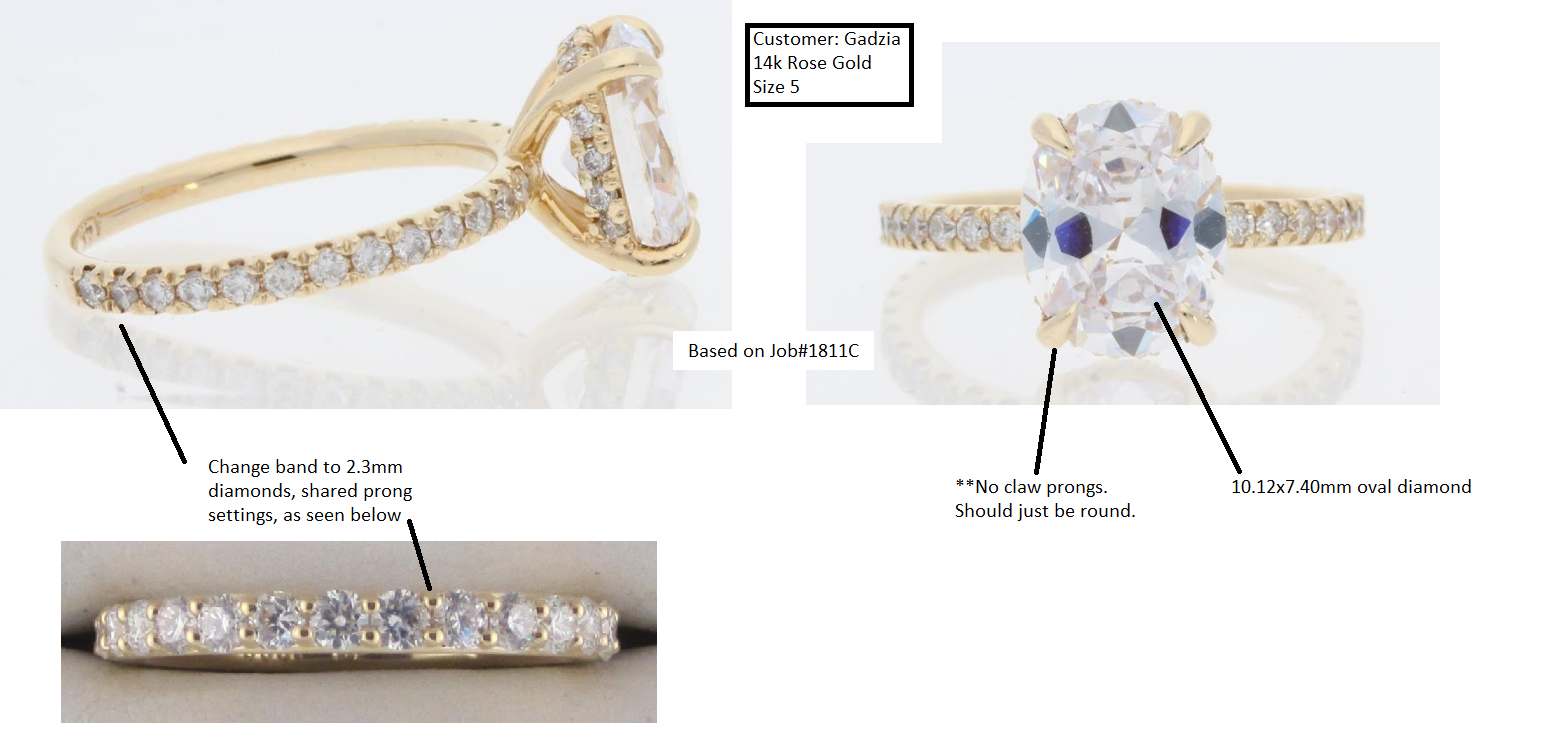 Customer: Gadzia
14k Rose Gold
Size 5
Based on Job#1811C
Change band to 2.3mm
diamonds, shared prong
settings, as seen below
**No claw prongs.
Should just be round.
10.12x7.40mm oval diamond